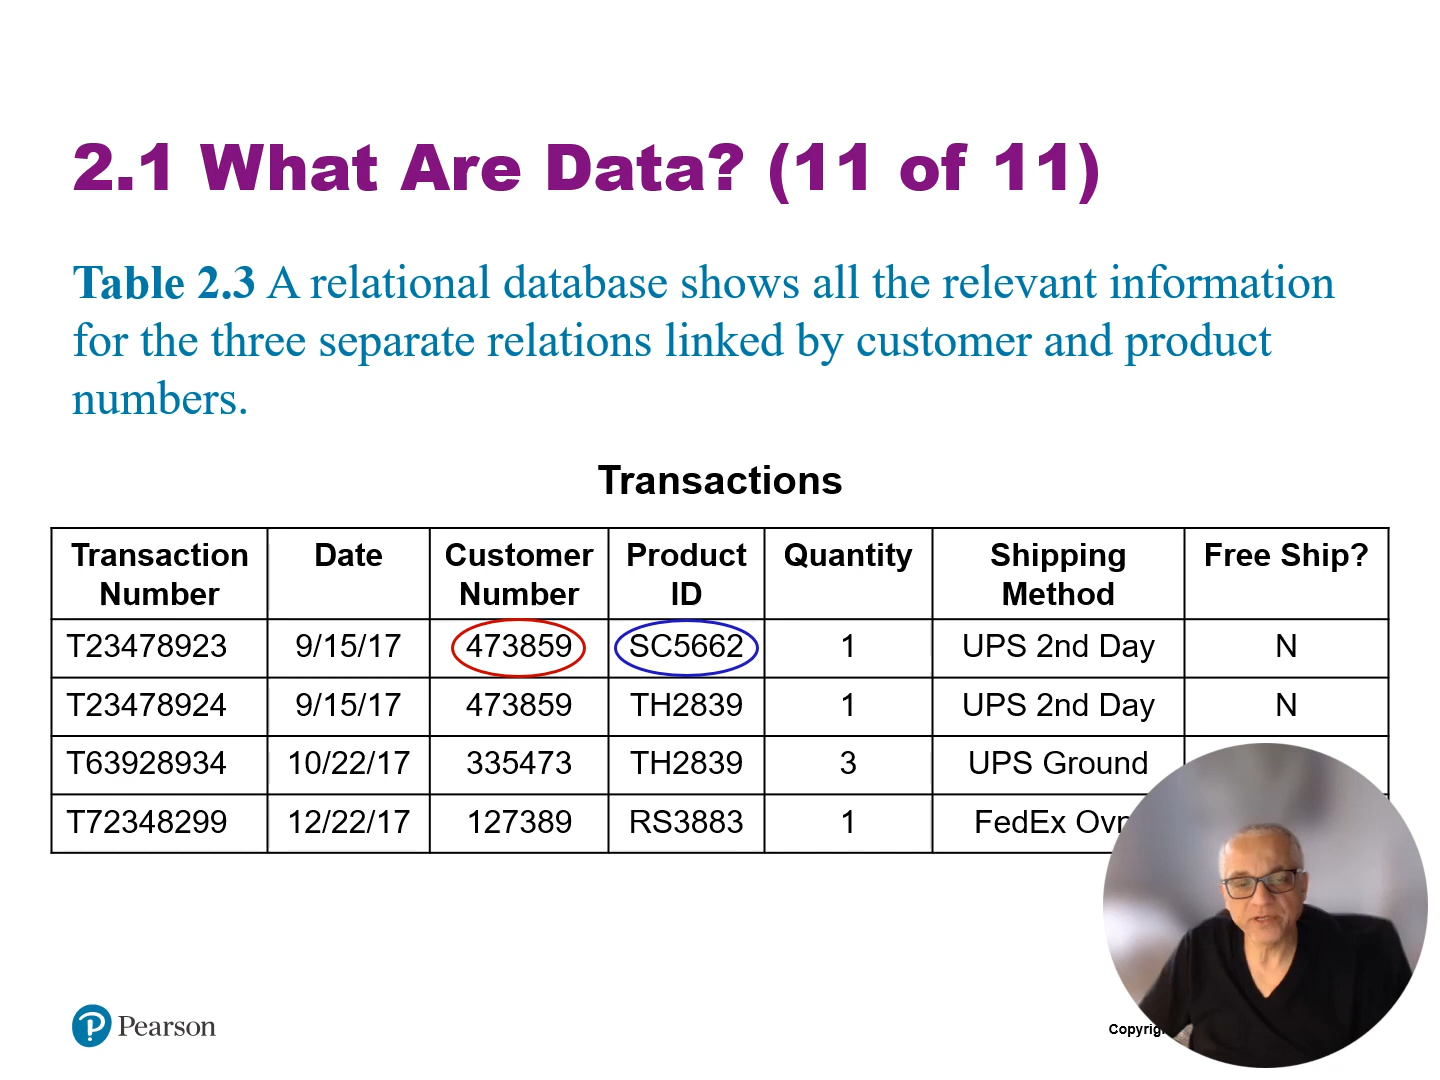 2.1 What Are Data? (11 of 11)
Table 2.3 A relational database shows all the relevant information
for the three separate relations linked by customer and product
numbers.
Transactions
Transaction Number Date Customer Number Product ID Quantity Shipping Method Free Ship?
T23478923 9/15/17 473859 SC5662 1 UPS 2nd Day N
T23478924 9/15/17 473859 TH2839 1 UPS 2nd Day N
T63928934 10/22/17 335473 TH2839 3 UPS Ground
T72348299 12/22/17 127389 RS3883 1 FedEx
Pearson